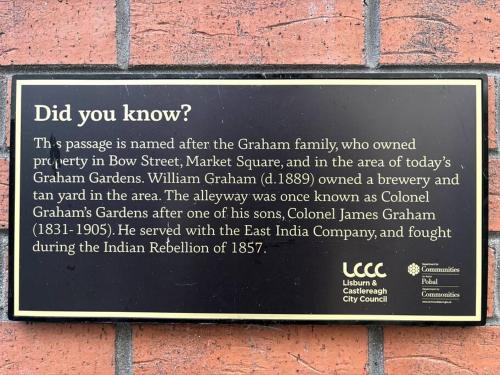 Did you know?
This passage is named after the Graham family, who owned
property in Bow Street, Market Square, and in the area of today's
Graham Gardens. William Graham (d.1889) owned a brewery and
tan yard in the area. The alleyway was once known as Colonel
Graham's Gardens after one of his sons, Colonel James Graham
(1831-1905). He served with the East India Company, and fought
during the Indian Rebellion of 1857.
LCCC
Lisburn &
Castlereagh
City Council
Department for
Communities
Pobal
Communities